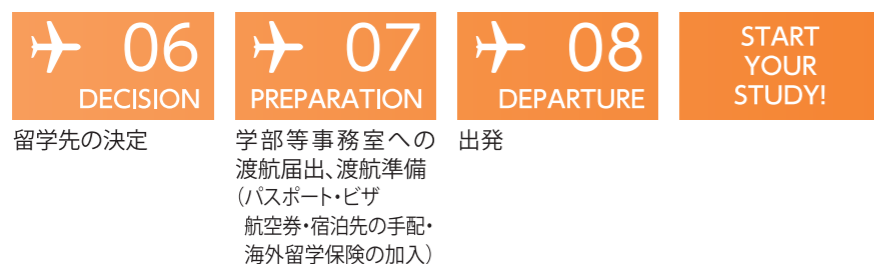 06
DECISION
留学先の決定
07
PREPARATION
学部等事務室への
渡航届出、渡航準備
(パスポート・ビザ
航空券・宿泊先の手配・
海外留学保険の加入)
08
DEPARTURE
出発
START
YOUR
STUDY!